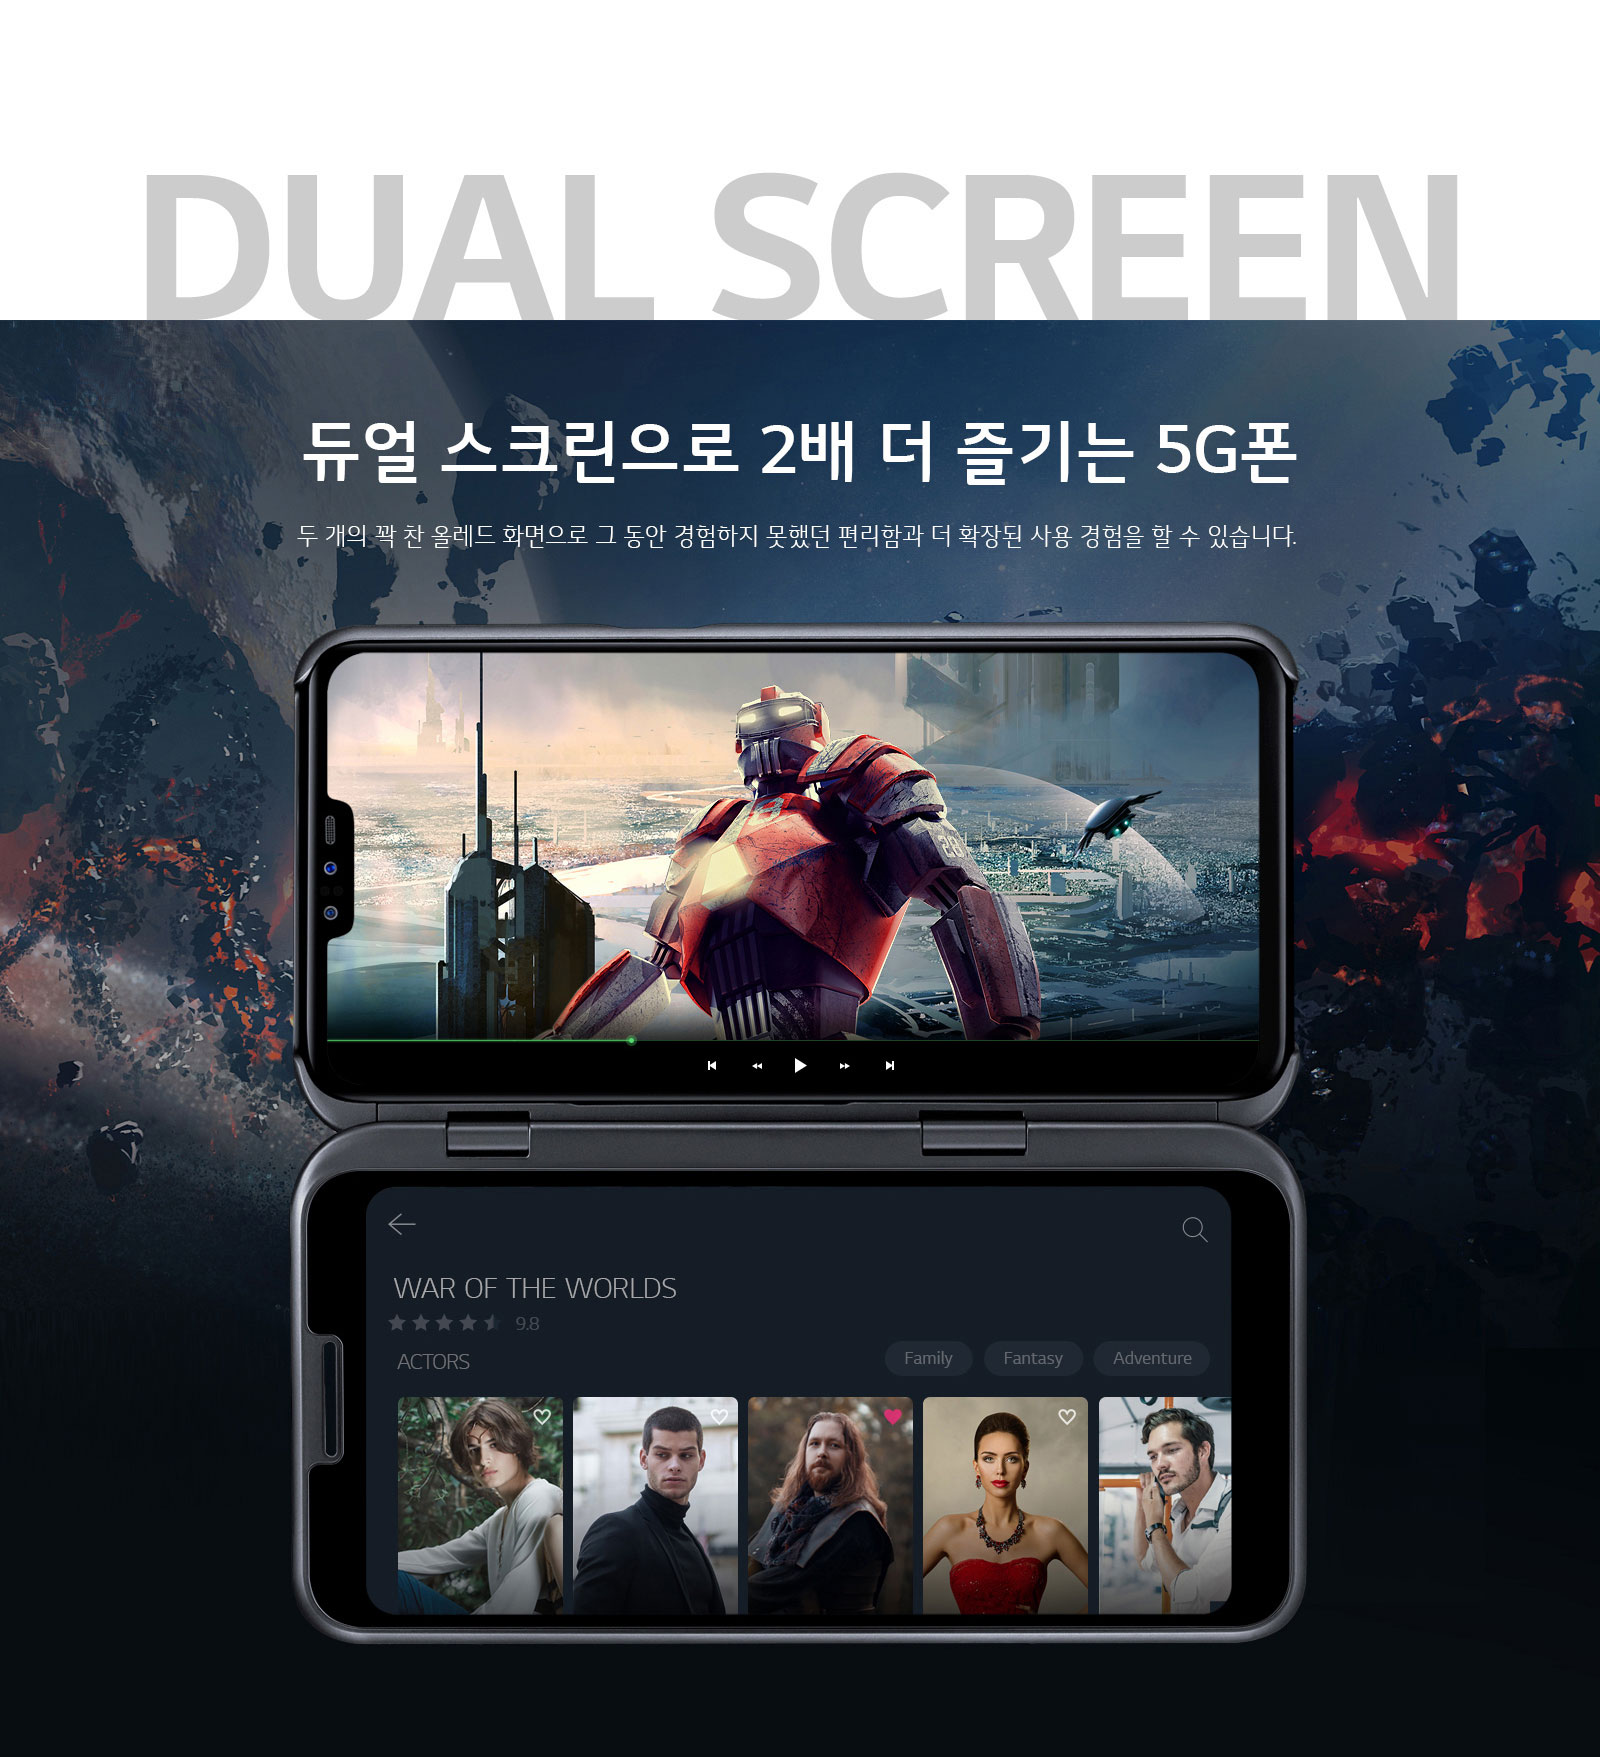 DUAL SCREEN
듀얼 스크린으로 2배 더 즐기는 5G폰
두 개의 꽉 찬 올레드 화면으로 그 동안 경험하지 못했던 편리함과 더 확장된 사용 경험을 할 수 있습니다.
28
WAR OF THE WORLDS
9.8
ACTORS
Family Fantasy Adventure